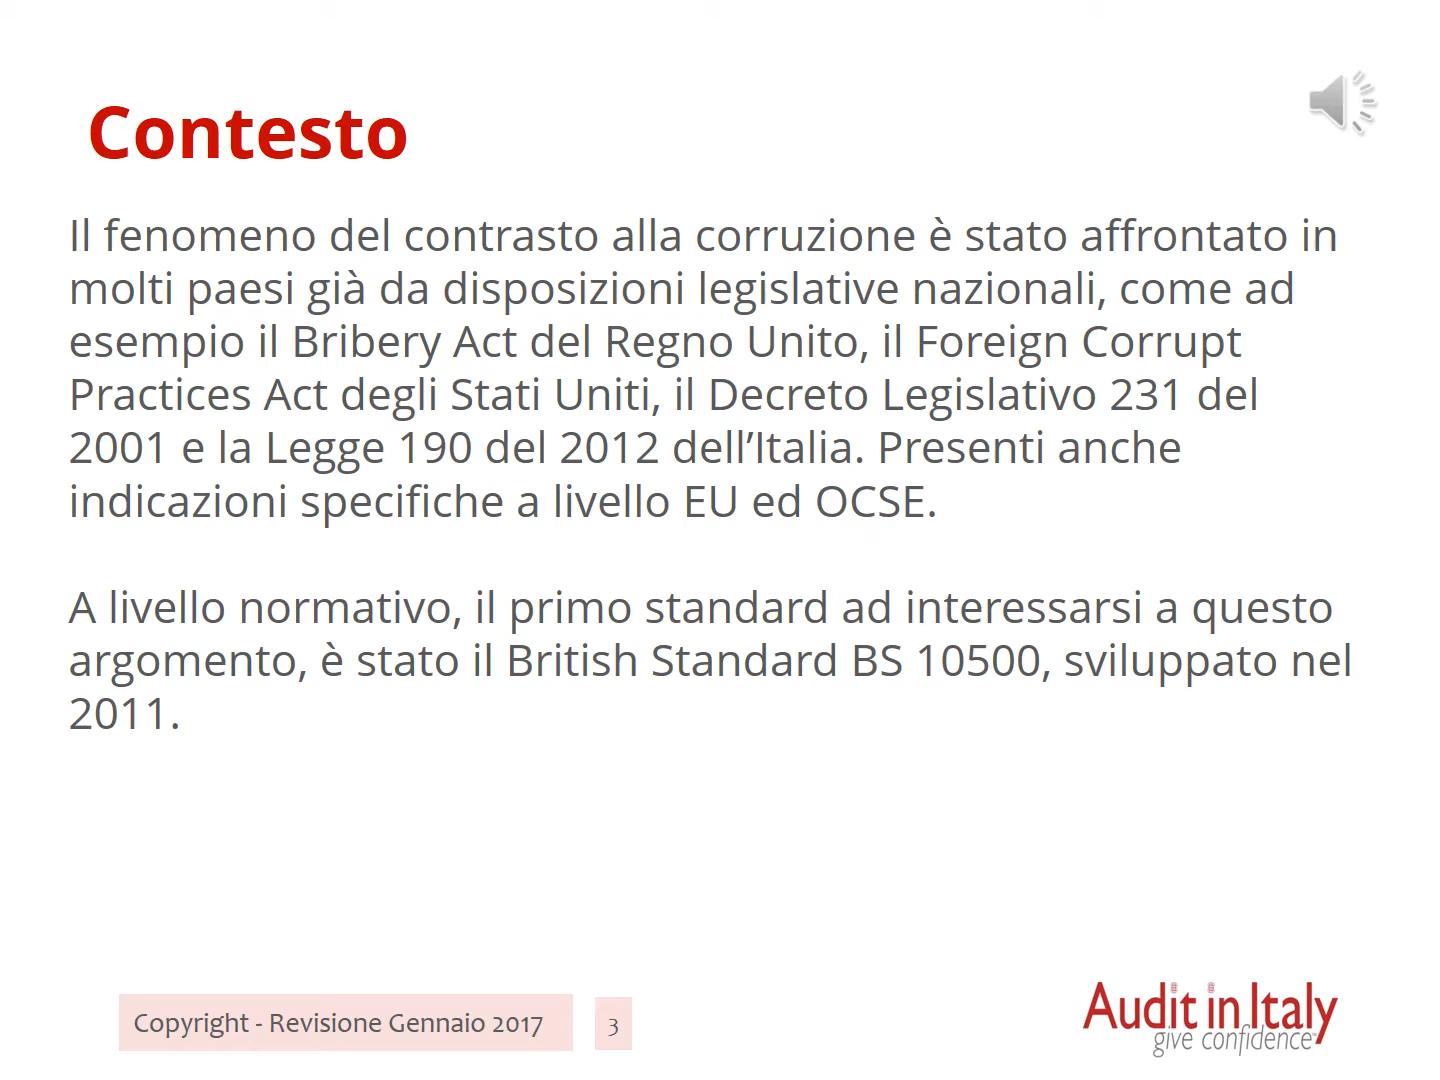 Contesto
Il fenomeno del contrasto alla corruzione è stato affrontato in
molti paesi già da disposizioni legislative nazionali, come ad
esempio il Bribery Act del Regno Unito, il Foreign Corrupt
Practices Act degli Stati Uniti, il Decreto Legislativo 231 del
2001 e la Legge 190 del 2012 dell’Italia. Presenti anche
indicazioni specifiche a livello EU ed OCSE.
A livello normativo, il primo standard ad interessarsi a questo
argomento, è stato il British Standard BS 10500, sviluppato nel
2011.
Copyright - Revisione Gennaio 2017
3
Audit in Italy
give confidence